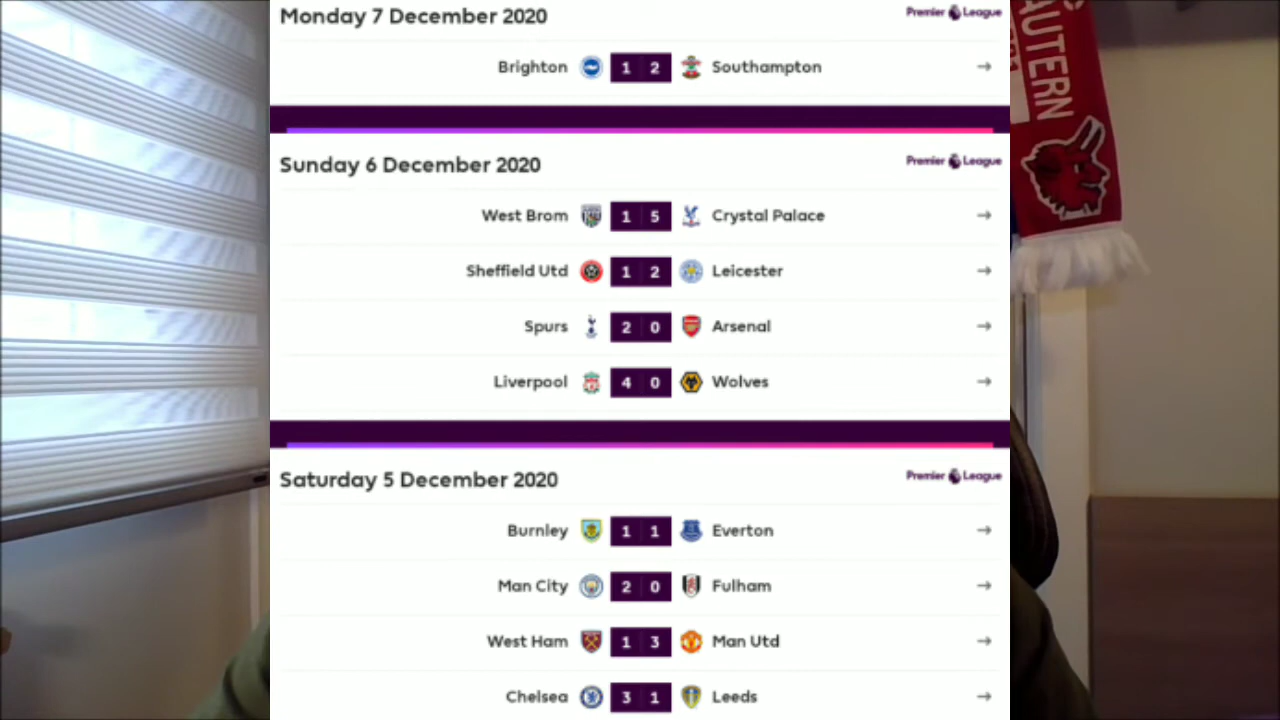 Monday 7 December 2020
Premier League
Brighton 1 2 Southampton →
Sunday 6 December 2020
Premier League
West Brom 1 5 Crystal Palace →
Sheffield Utd 1 2 Leicester →
Spurs 2 0 Arsenal →
Liverpool 4 0 Wolves →
Saturday 5 December 2020
Premier League
Burnley 1 1 Everton →
Man City 2 0 Fulham →
West Ham 1 3 Man Utd →
Chelsea 3 1 Leeds →
AUTERN